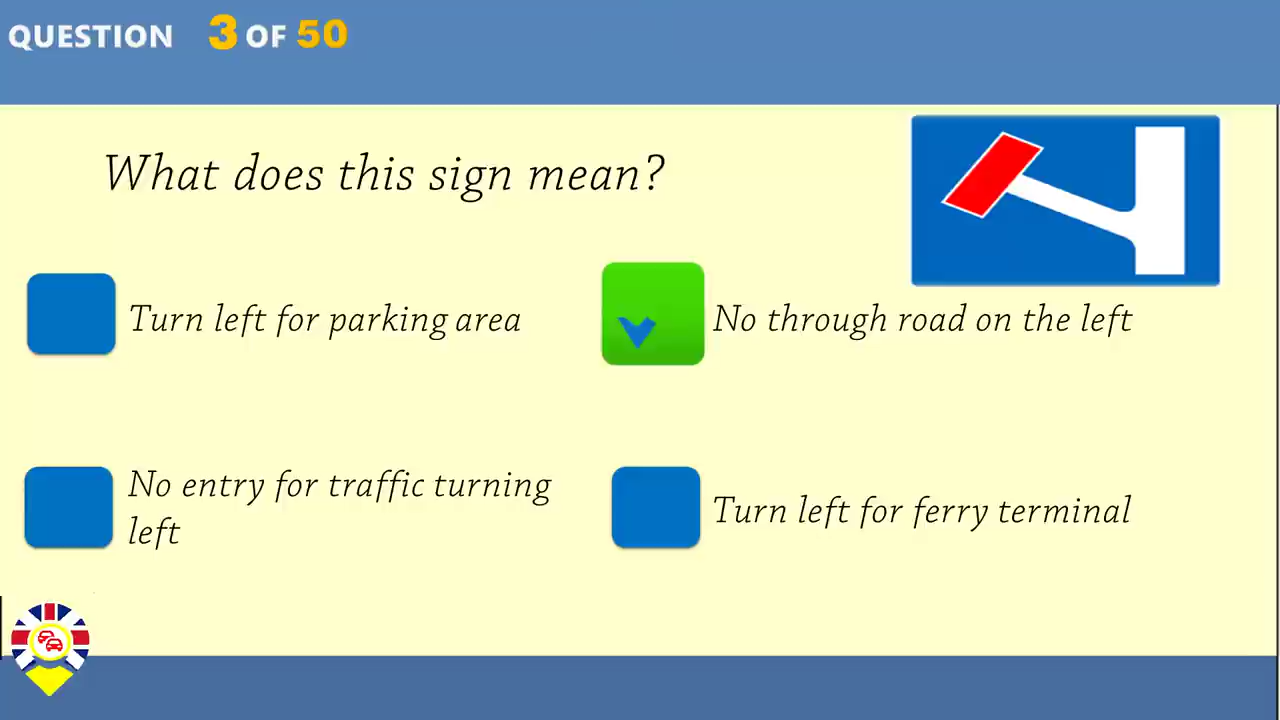 QUESTION 3 OF 50
What does this sign mean?
Turn left for parking area
No through road on the left
No entry for traffic turning
left
Turn left for ferry terminal